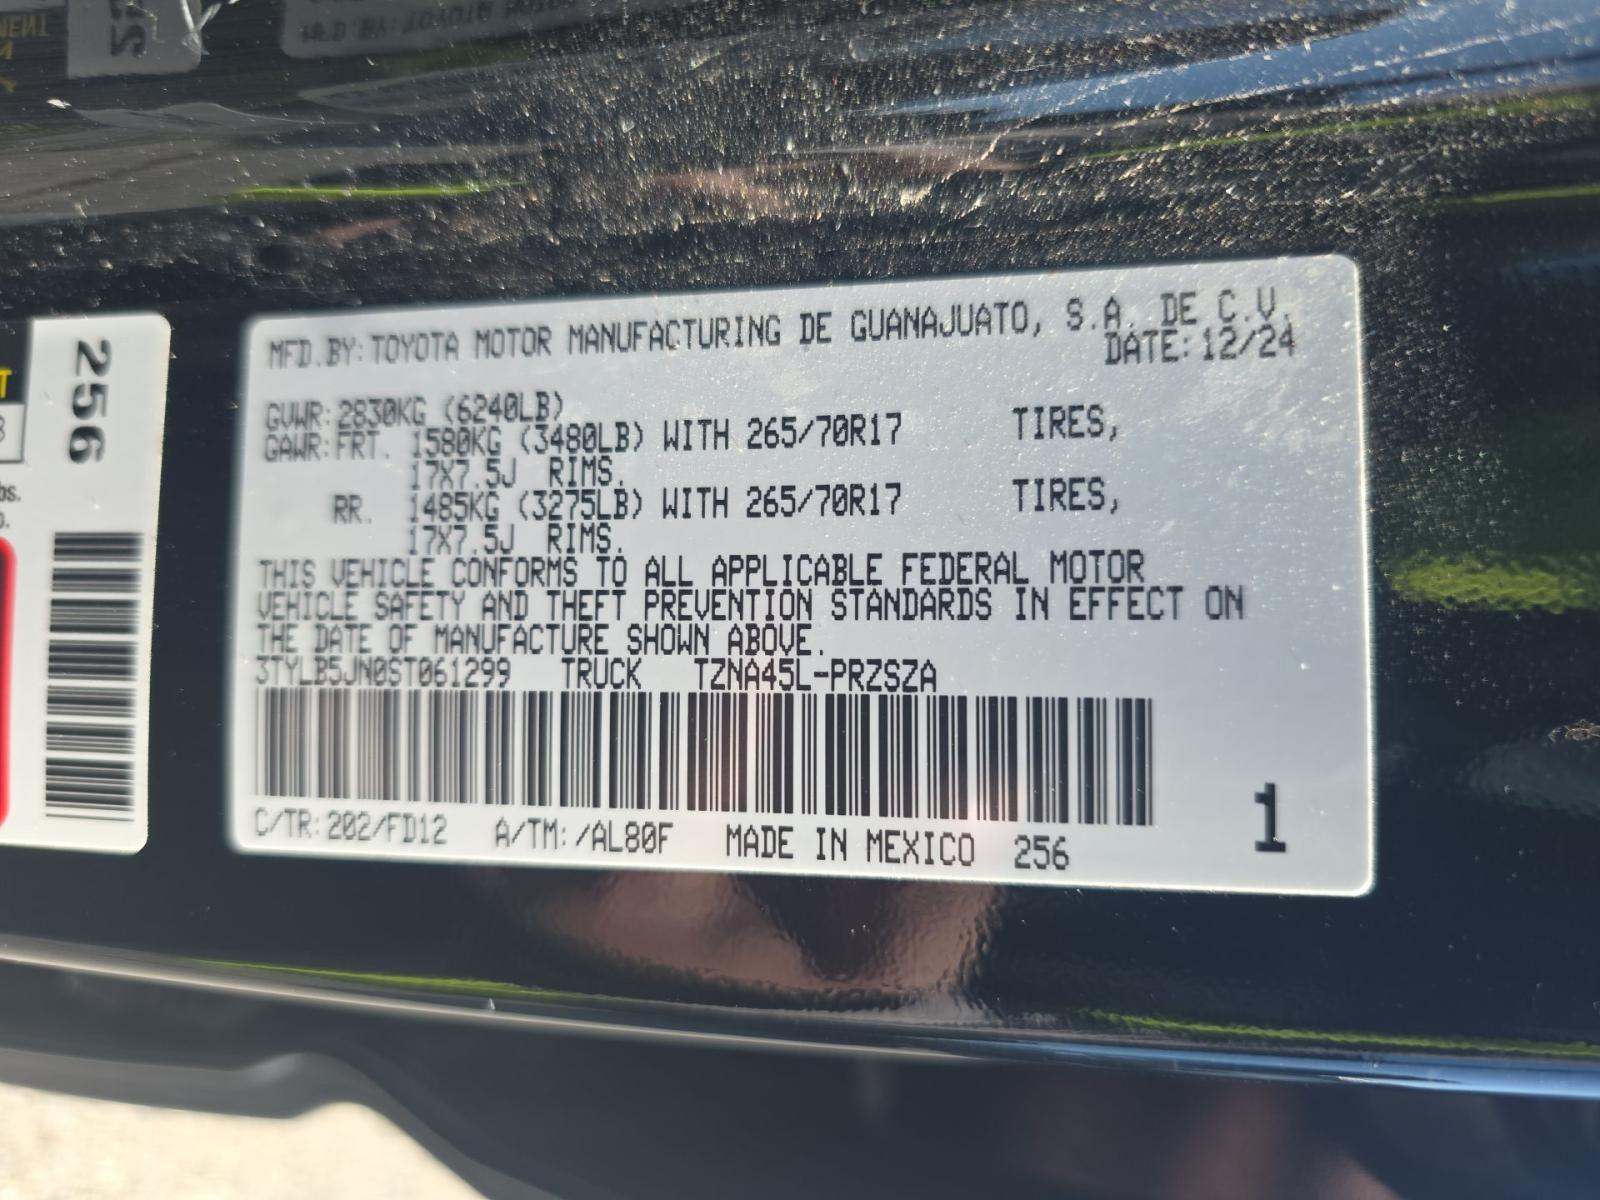 MFD.BY: TOYOTA MOTOR MANUFACTURING DE GUANAJUATO, S.A. DE C.V.
DATE: 12/24
GVWR: 2830KG (6240LB)
GAWR: FRT. 1580KG (3480LB) WITH 265/70R17 TIRES,
17X7.5J RIMS.
RR. 1485KG (3275LB) WITH 265/70R17 TIRES,
17X7.5J RIMS.
THIS VEHICLE CONFORMS TO ALL APPLICABLE FEDERAL MOTOR
VEHICLE SAFETY AND THEFT PREVENTION STANDARDS IN EFFECT ON
THE DATE OF MANUFACTURE SHOWN ABOVE.
3TYLB5JN0ST061299 TRUCK TZNA45L-PRZSZA
C/TR: 202/FD12 A/TM: /AL80F MADE IN MEXICO 256
1
256